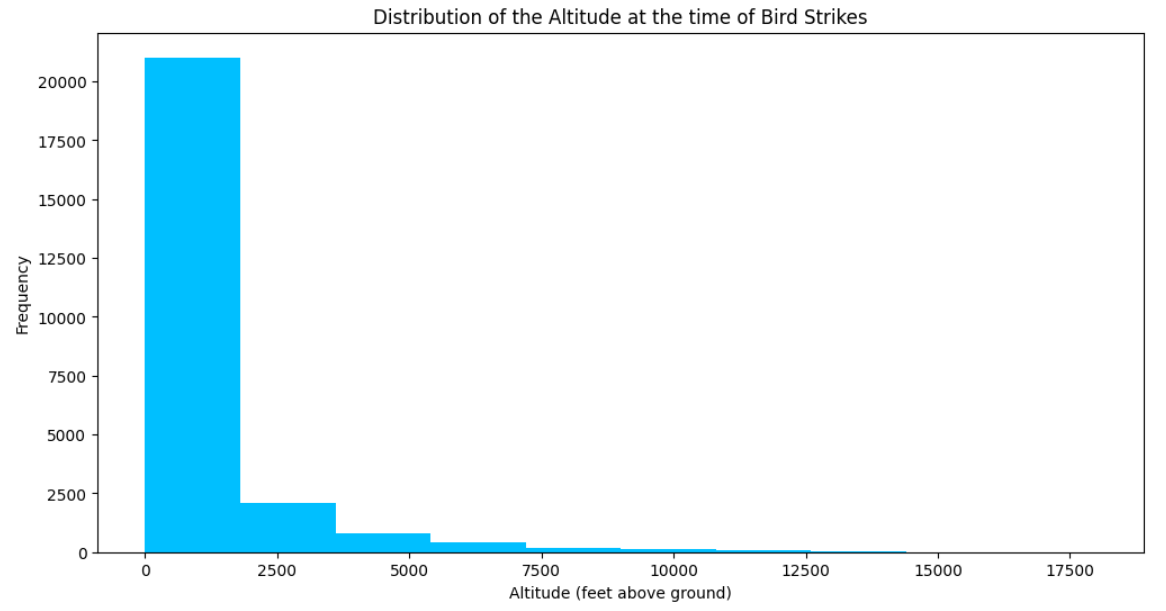 Distribution of the Altitude at the time of Bird Strikes
20000
17500
15000
12500
10000
7500
5000
2500
0
Frequency
0 2500 5000 7500 10000 12500 15000 17500
Altitude (feet above ground)